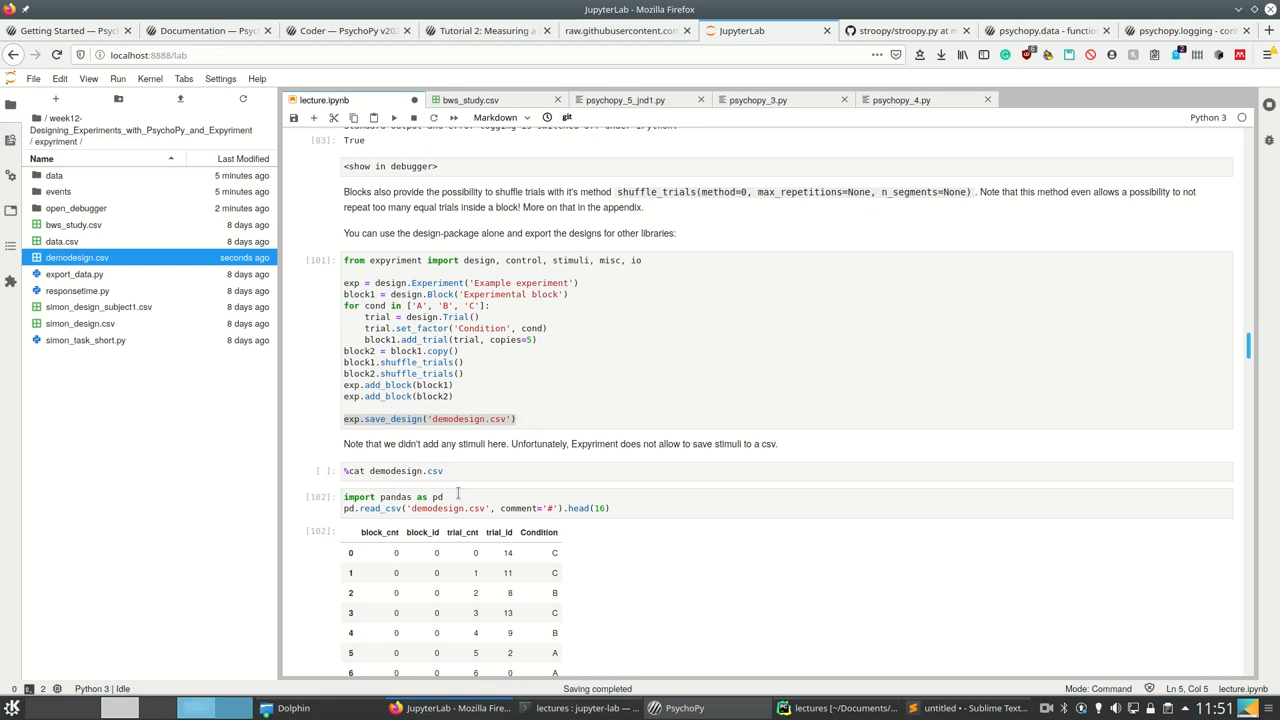 JupyterLab - Mozilla Firefox
Getting Started — Psyc
Documentation — Psyc
Coder — PsychoPy v202
Tutorial 2: Measuring a
raw.githubusercontent.com
JupyterLab
stroopy/stroopy.py at m
psychopy.data - functio
psychopy.logging - con
localhost:8888/lab
File Edit View Run Kernel Tabs Settings Help
/ week12-
Designing_Experiments_with_PsychoPy_and_Expyriment
/ expyriment /
Name Last Modified
data 5 minutes ago
events 5 minutes ago
open_debugger 2 minutes ago
bws_study.csv 8 days ago
data.csv 8 days ago
demodesign.csv seconds ago
export_data.py 8 days ago
responsetime.py 8 days ago
simon_design_subject1.csv 8 days ago
simon_design.csv 8 days ago
simon_task_short.py 8 days ago
lecture.ipynb bws_study.csv psychopy_5_jnd1.py psychopy_3.py psychopy_4.py
Markdown git Python 3
[83]: True
<show in debugger>
Blocks also provide the possibility to shuffle trials with it's method shuffle_trials(method=0, max_repetitions=None, n_segments=None) . Note that this method even allows a possibility to
repeat too many equal trials inside a block! More on that in the appendix.
You can use the design-package alone and export the designs for other libraries:
[101]: from expyriment import design, control, stimuli, misc, io
exp = design.Experiment('Example experiment')
block1 = design.Block('Experimental block')
for cond in ['A', 'B', 'C']:
trial = design.Trial()
trial.set_factor('Condition', cond)
block1.add_trial(trial, copies=5)
block2 = block1.copy()
block1.shuffle_trials()
block2.shuffle_trials()
exp.add_block(block1)
exp.add_block(block2)
exp.save_design('demodesign.csv')
Note that we didn't add any stimuli here. Unfortunately, Expyriment does not allow to save stimuli to a csv.
[ ]: %cat demodesign.csv
[102]: import pandas as pd
pd.read_csv('demodesign.csv', comment='#').head(16)
[102]: block_cnt block_id trial_cnt trial_id Condition
0 0 0 0 14 C
1 0 0 1 11 C
2 0 0 2 8 B
3 0 0 3 13 C
4 0 0 4 9 B
5 0 0 5 2 A
6 0 0 6 0 A
0 2 Python 3 | Idle Saving completed Mode: Command Ln 5, Col 5 lecture.ipynb
Dolphin JupyterLab - Mozilla Firefo... lectures : jupyter-lab — ... PsychoPy lectures [~/Documents/... untitled • - Sublime Text... 11:51